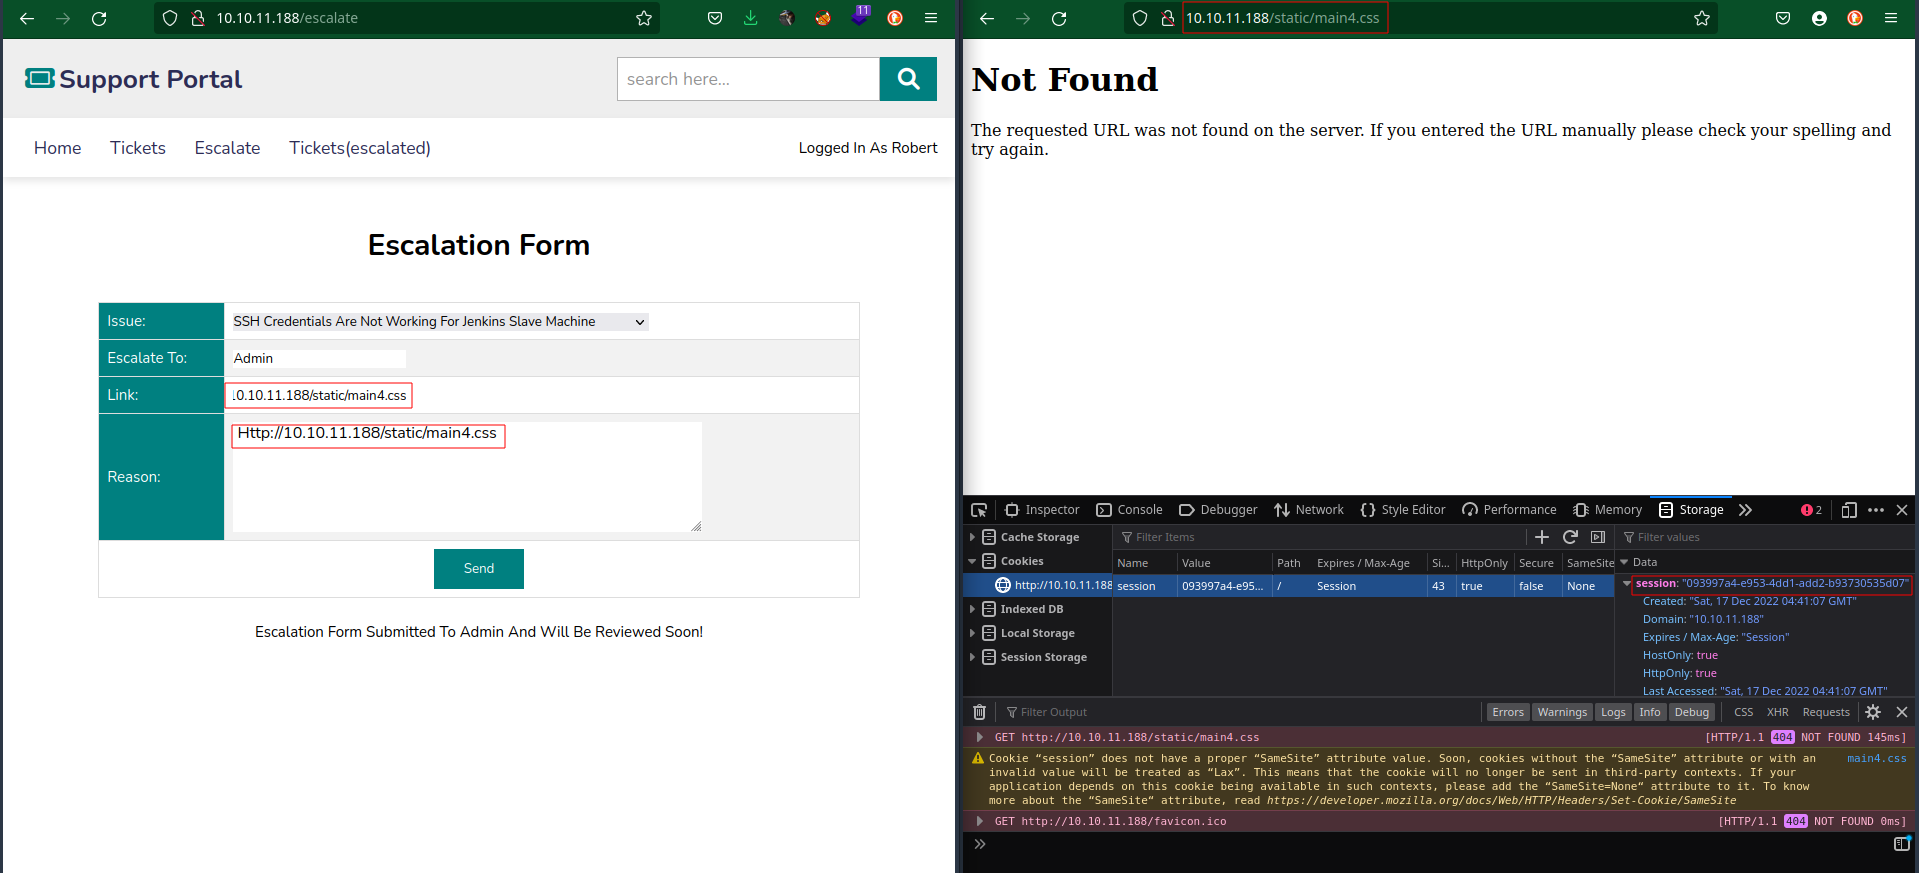 10.10.11.188/escalate
11
Support Portal
search here...
Home Tickets Escalate Tickets(escalated) Logged In As Robert
Escalation Form
Issue: SSH Credentials Are Not Working For Jenkins Slave Machine
Escalate To: Admin
Link: 10.10.11.188/static/main4.css
Reason: Http://10.10.11.188/static/main4.css
Send
Escalation Form Submitted To Admin And Will Be Reviewed Soon!
10.10.11.188/static/main4.css
Not Found
The requested URL was not found on the server. If you entered the URL manually please check your spelling and
try again.
Inspector Console Debugger Network Style Editor Performance Memory Storage 2
Cache Storage
Cookies
http://10.10.11.188
Indexed DB
Local Storage
Session Storage
Filter Items
Name Value Path Expires / Max-Age Si... HttpOnly Secure SameSite
session 093997a4-e95... / Session 43 true false None
Filter values
Data
session: "093997a4-e953-4dd1-add2-b93730535d07"
Created: "Sat, 17 Dec 2022 04:41:07 GMT"
Domain: "10.10.11.188"
Expires / Max-Age: "Session"
HostOnly: true
HttpOnly: true
Last Accessed: "Sat, 17 Dec 2022 04:41:07 GMT"
Filter Output
Errors Warnings Logs Info Debug CSS XHR Requests
GET http://10.10.11.188/static/main4.css [HTTP/1.1 404 NOT FOUND 145ms]
Cookie “session” does not have a proper “SameSite” attribute value. Soon, cookies without the “SameSite” attribute or with an main4.css
invalid value will be treated as “Lax”. This means that the cookie will no longer be sent in third-party contexts. If your
application depends on this cookie being available in such contexts, please add the “SameSite=None“ attribute to it. To know
more about the “SameSite“ attribute, read https://developer.mozilla.org/docs/Web/HTTP/Headers/Set-Cookie/SameSite
GET http://10.10.11.188/favicon.ico [HTTP/1.1 404 NOT FOUND 0ms]